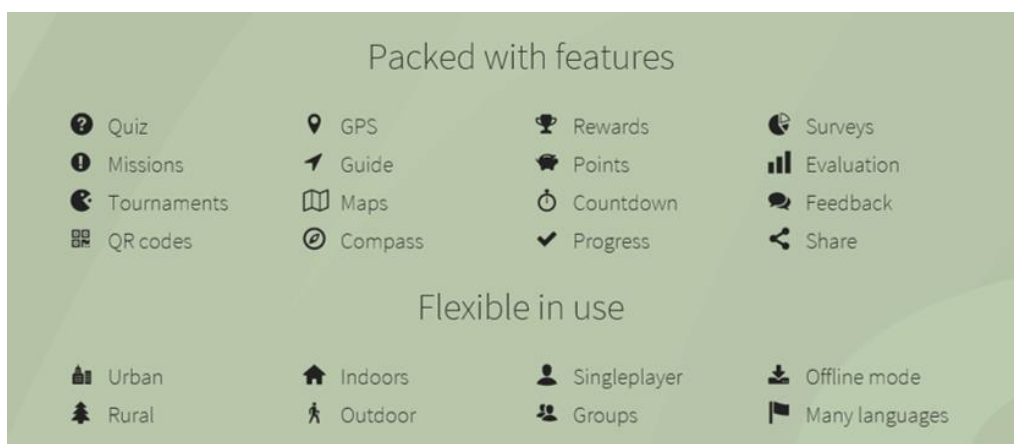 Packed with features
Quiz GPS Rewards Surveys
Missions Guide Points Evaluation
Tournaments Maps Countdown Feedback
QR codes Compass Progress Share
Flexible in use
Urban Indoors Singleplayer Offline mode
Rural Outdoor Groups Many languages